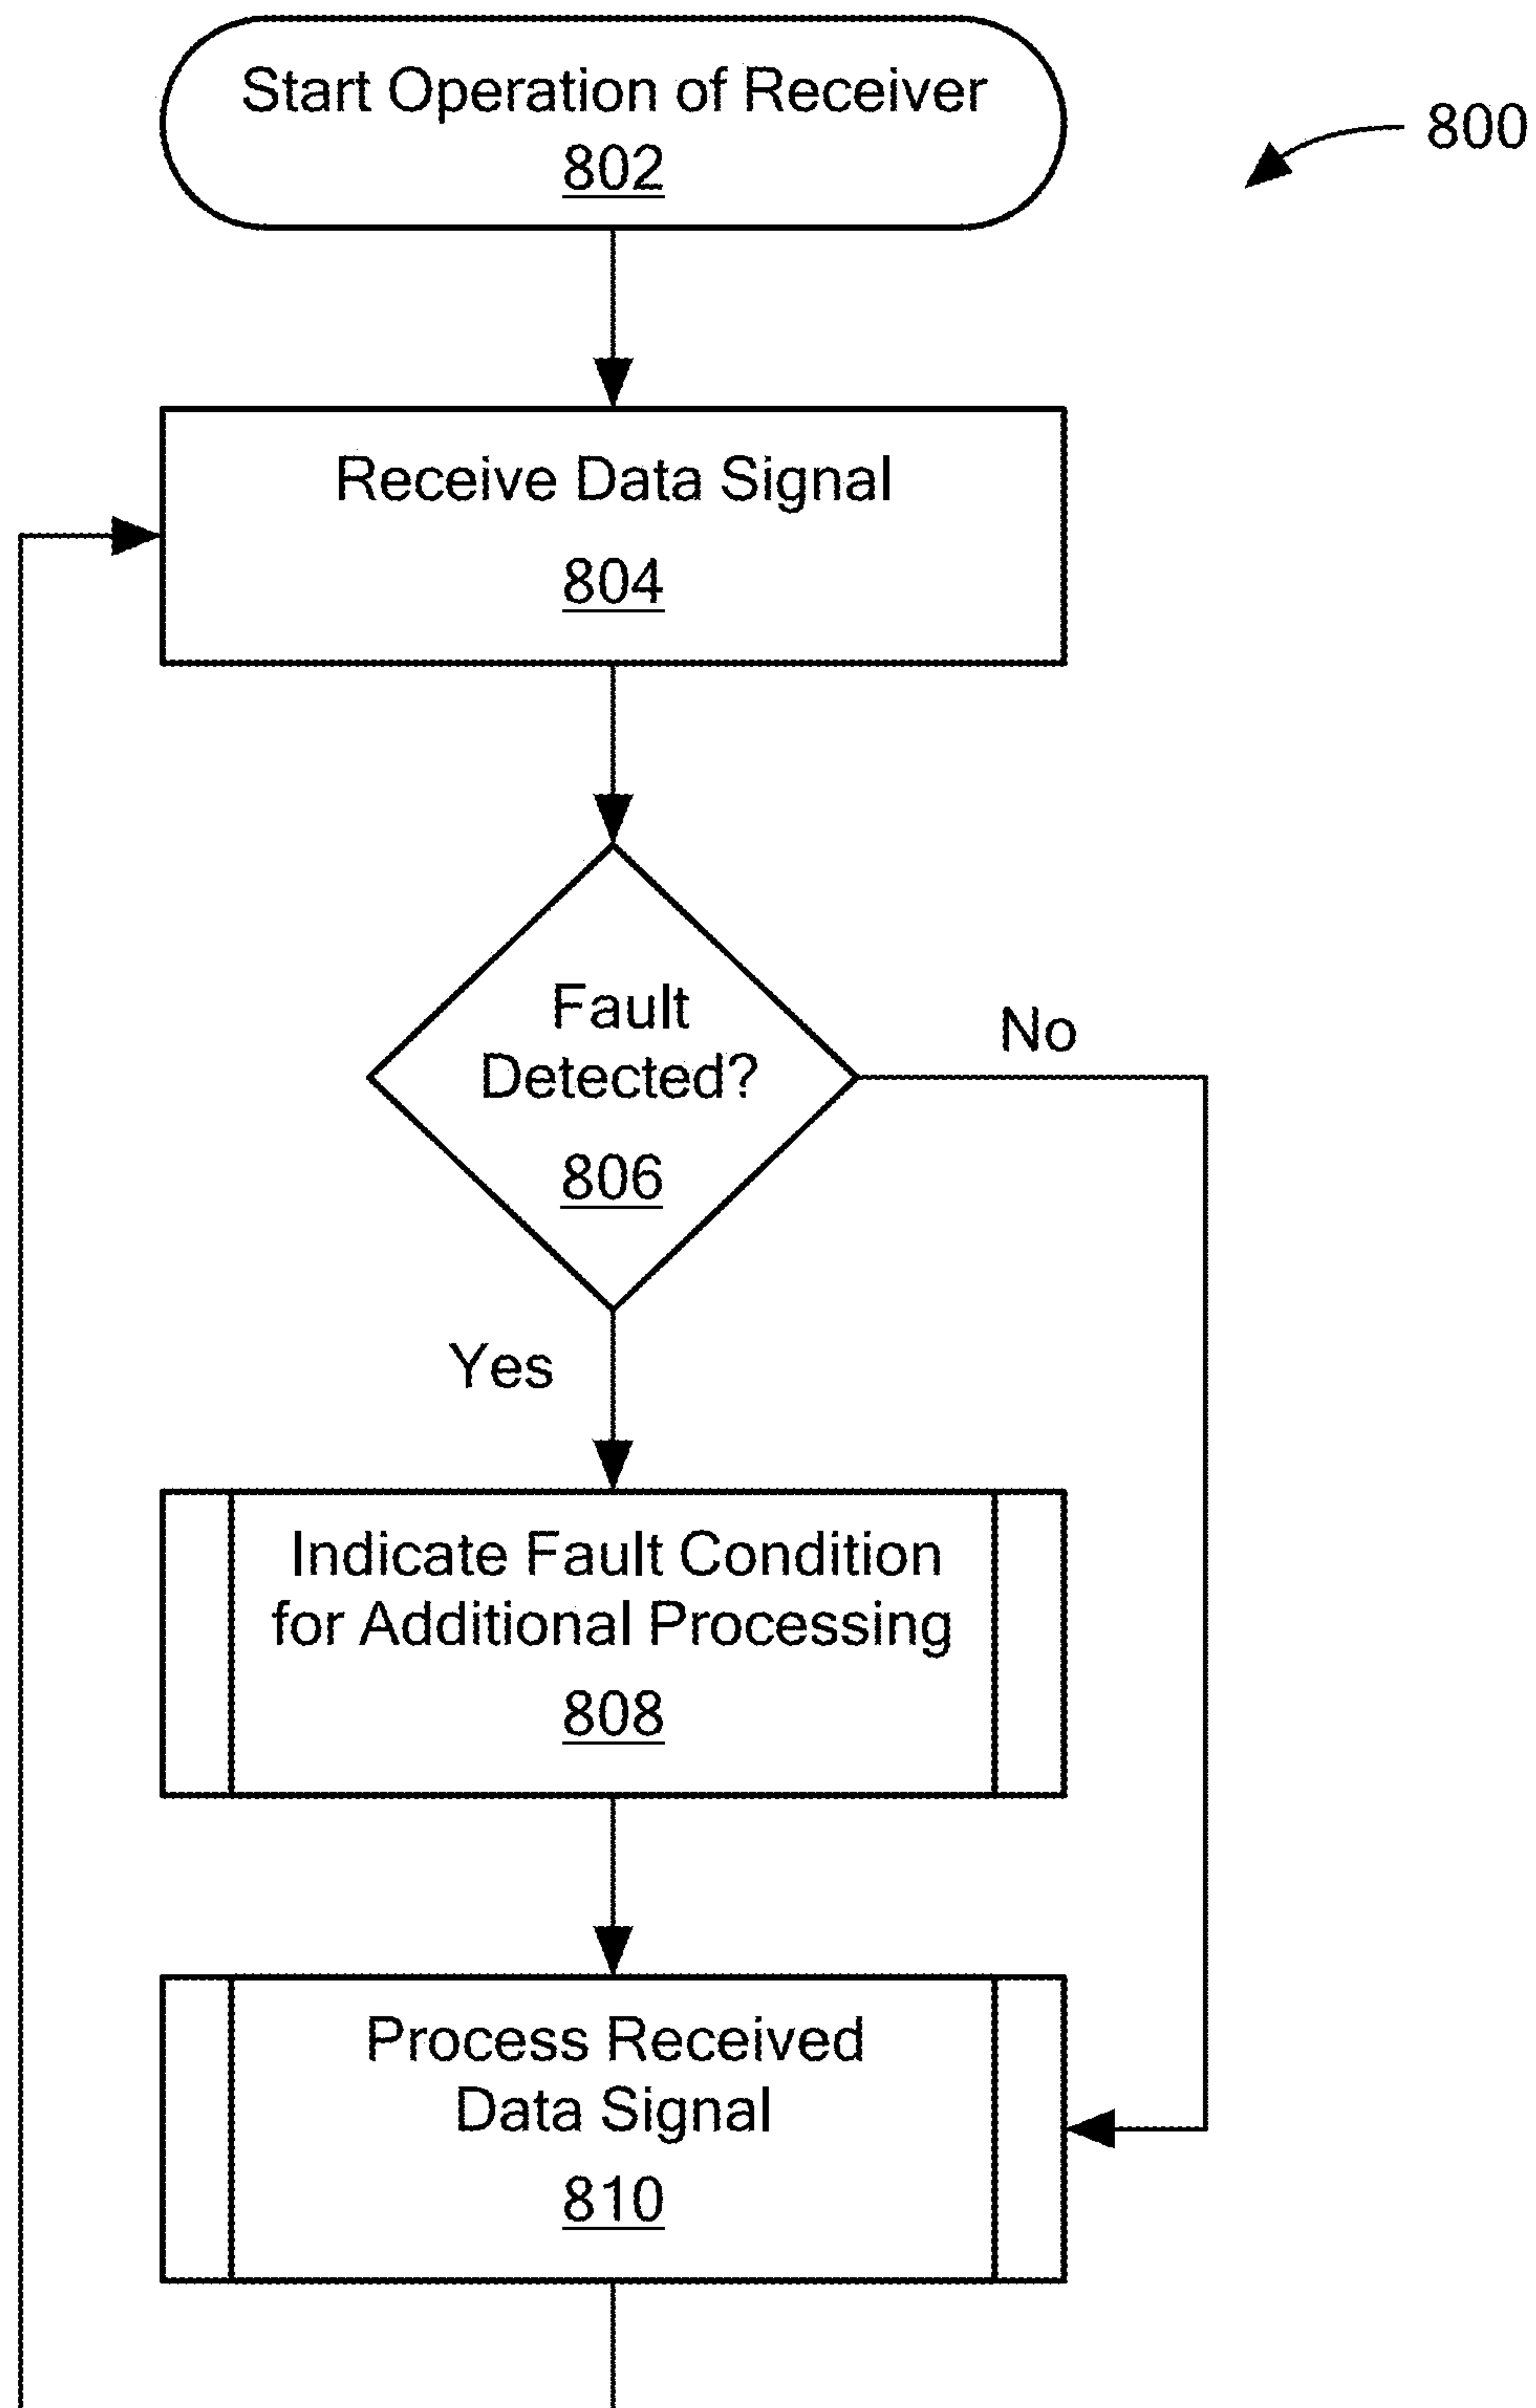 Start Operation of Receiver
802
800
Receive Data Signal
804
Fault
Detected?
806
No
Yes
Indicate Fault Condition
for Additional Processing
808
Process Received
Data Signal
810